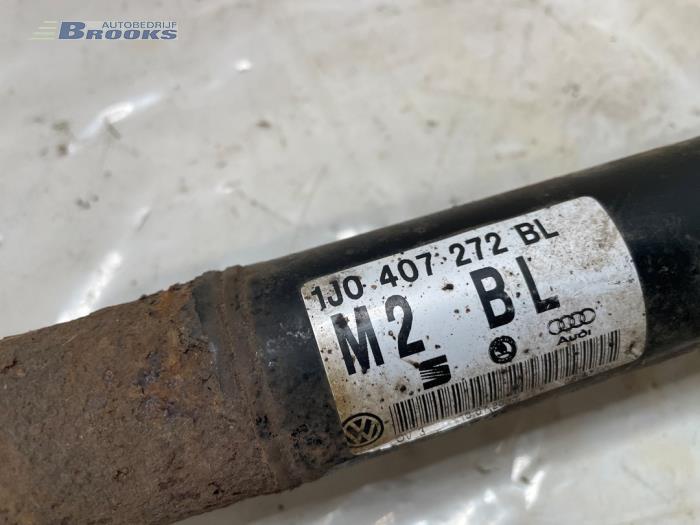 AUTOBEDRIJF
BROOKS
1J0 407 272 BL
M2 BL
Audi